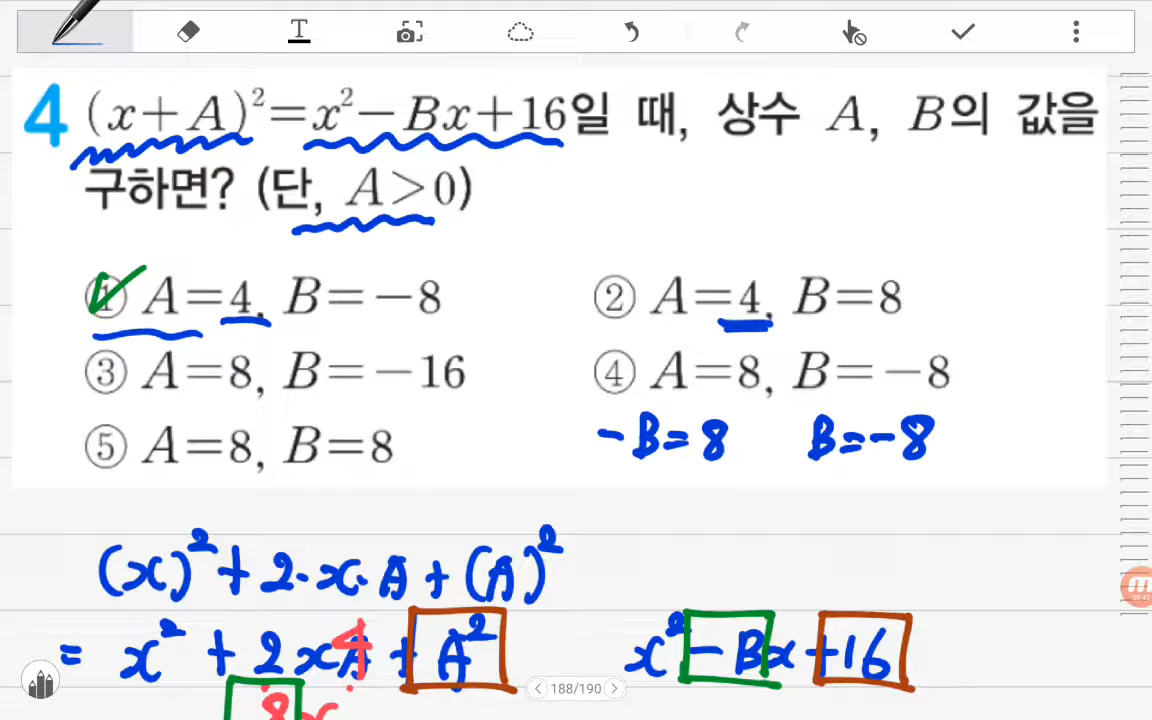 T
4 (x+A)²=x²−Bx+16일 때, 상수 A, B의 값을
구하면? (단, A>0)
① A=4, B=−8
② A=4, B=8
③ A=8, B=−16
④ A=8, B=−8
⑤ A=8, B=8
-B=8 B=-8
(x)²+2·x·A+(A)²
= x²+2xA+A² x²-Bx+16
4
8x
188/190